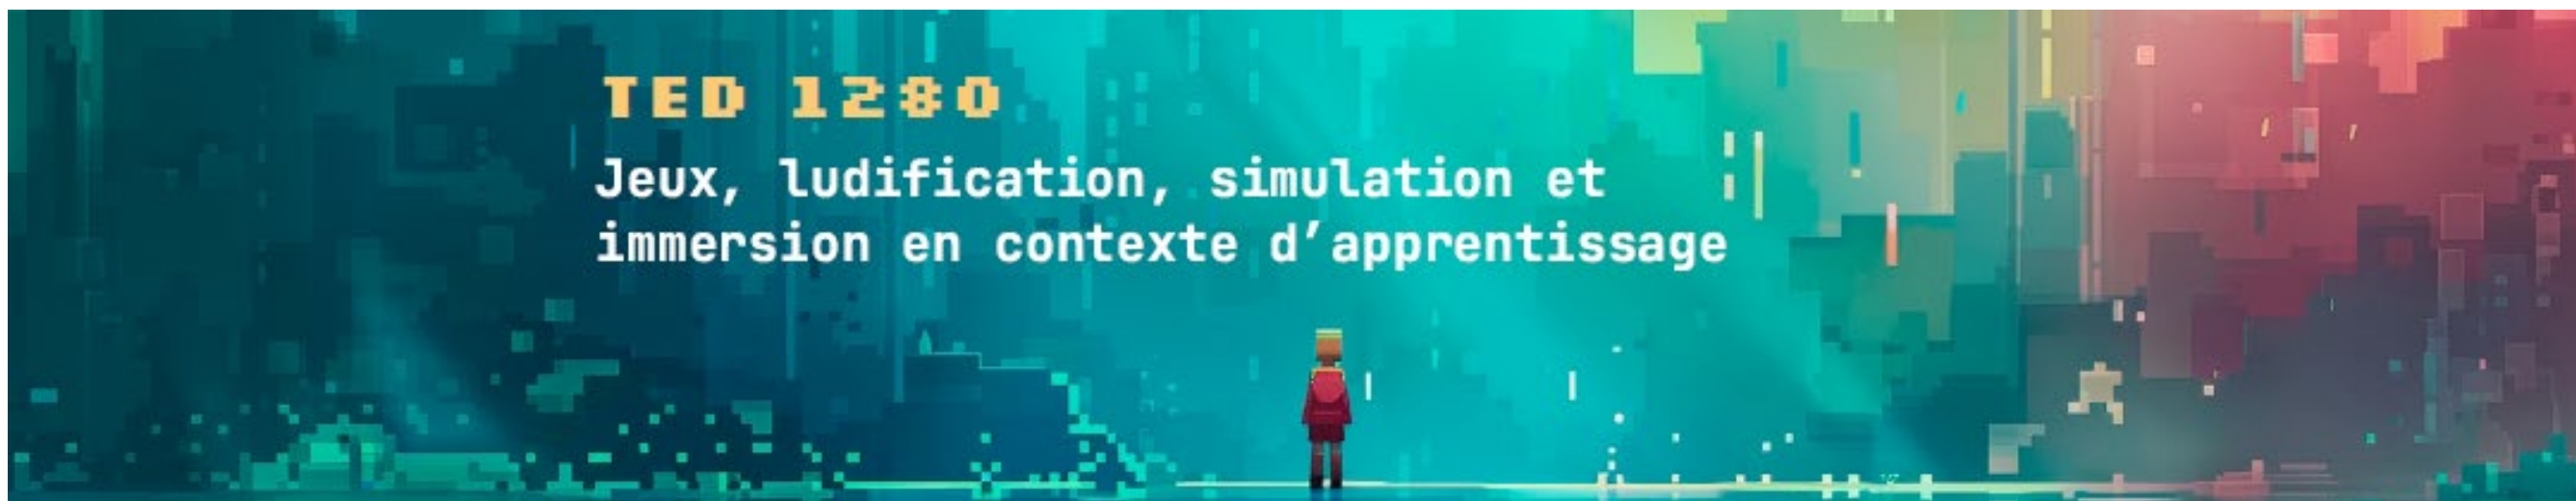 TED 1280
Jeux, ludification, simulation et
immersion en contexte d’apprentissage